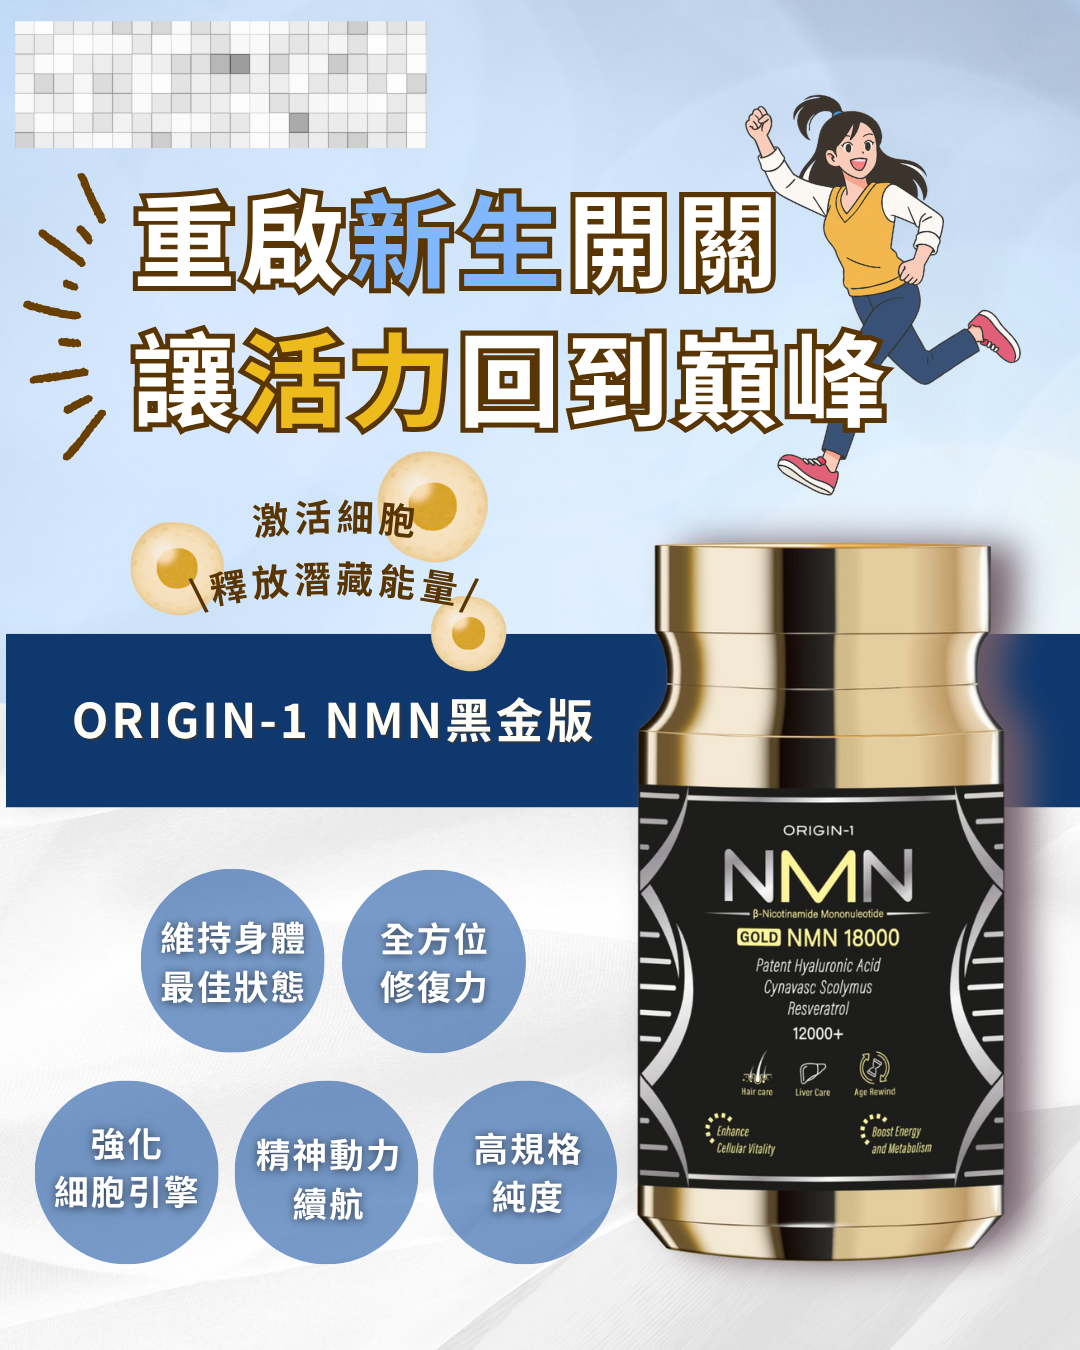 重啟新生開關
讓活力回到巔峰
激活細胞
\釋放潛藏能量/
ORIGIN-1 NMN黑金版
維持身體
最佳狀態
全方位
修復力
強化
細胞引擎
精神動力
續航
高規格
純度
ORIGIN-1
NMN
β-Nicotinamide Mononuleotide
GOLD NMN 18000
Patent Hyaluronic Acid
Cynavasc Scolymus
Resveratrol
12000+
Hair care
Liver Care
Age Rewind
Enhance
Cellular Vitality
Boost Energy
and Metabolism